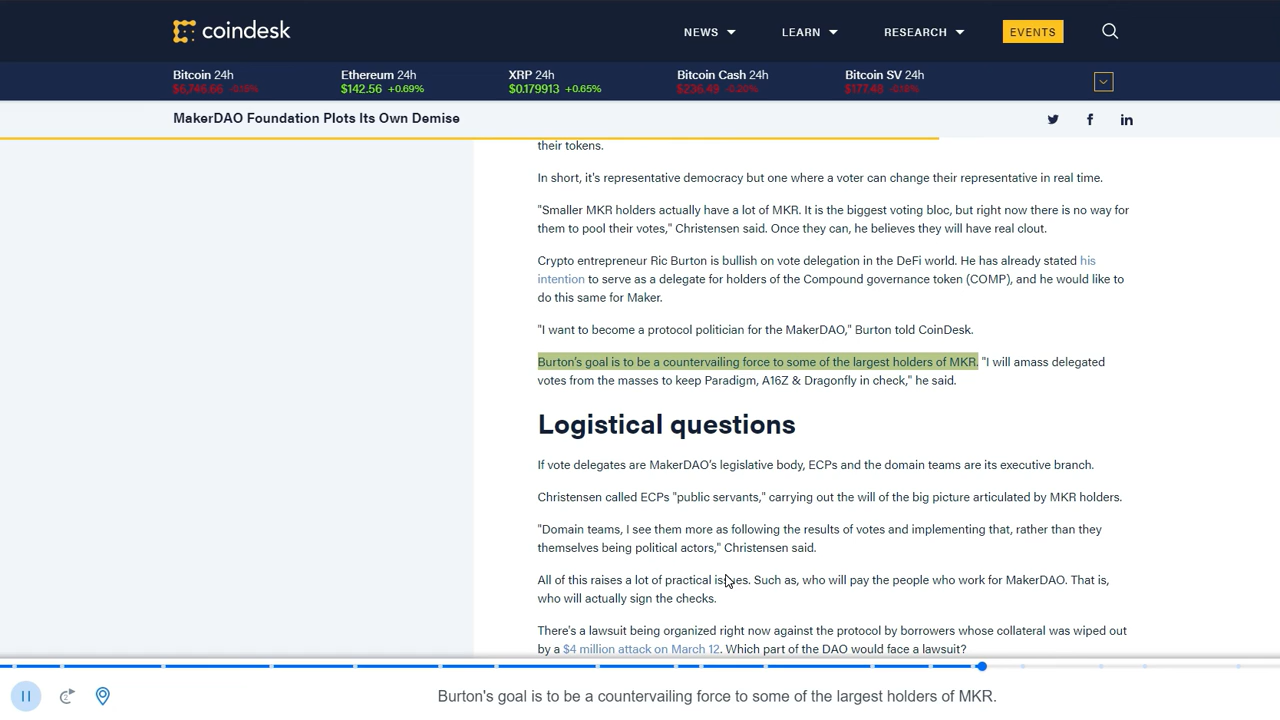 coindesk
NEWS
LEARN
RESEARCH
EVENTS
Bitcoin 24h
$6,746.66 -0.18%
Ethereum 24h
$142.56 +0.69%
XRP 24h
$0.179913 +0.65%
Bitcoin Cash 24h
$236.49 -0.20%
Bitcoin SV 24h
$177.48 -0.18%
MakerDAO Foundation Plots Its Own Demise
their tokens.
In short, it's representative democracy but one where a voter can change their representative in real time.
"Smaller MKR holders actually have a lot of MKR. It is the biggest voting bloc, but right now there is no way for
them to pool their votes," Christensen said. Once they can, he believes they will have real clout.
Crypto entrepreneur Ric Burton is bullish on vote delegation in the DeFi world. He has already stated his
intention to serve as a delegate for holders of the Compound governance token (COMP), and he would like to
do this same for Maker.
"I want to become a protocol politician for the MakerDAO," Burton told CoinDesk.
Burton's goal is to be a countervailing force to some of the largest holders of MKR. "I will amass delegated
votes from the masses to keep Paradigm, A16Z & Dragonfly in check," he said.
Logistical questions
If vote delegates are MakerDAO's legislative body, ECPs and the domain teams are its executive branch.
Christensen called ECPs "public servants," carrying out the will of the big picture articulated by MKR holders.
"Domain teams, I see them more as following the results of votes and implementing that, rather than they
themselves being political actors," Christensen said.
All of this raises a lot of practical issues. Such as, who will pay the people who work for MakerDAO. That is,
who will actually sign the checks.
There's a lawsuit being organized right now against the protocol by borrowers whose collateral was wiped out
by a $4 million attack on March 12. Which part of the DAO would face a lawsuit?
Burton's goal is to be a countervailing force to some of the largest holders of MKR.